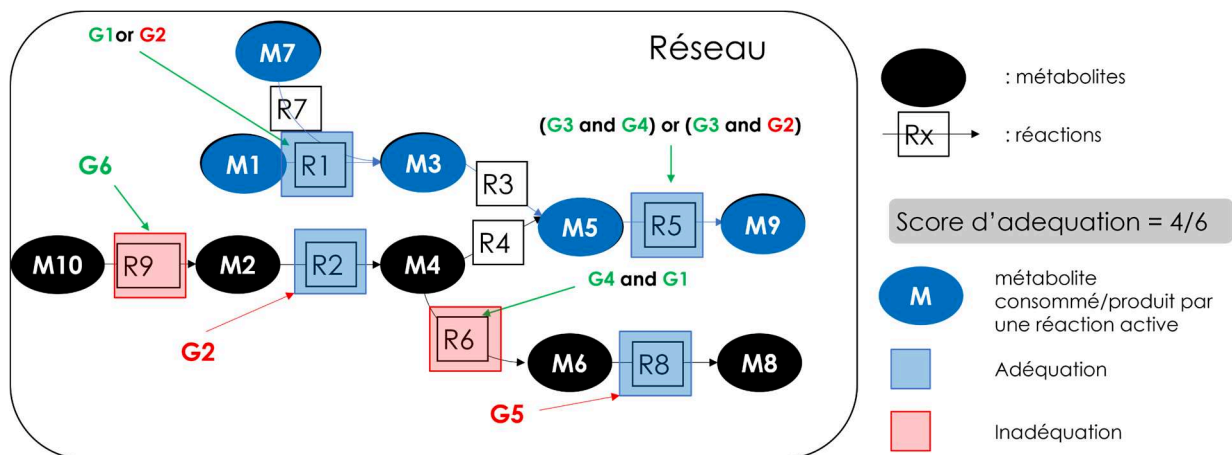 G1or G2
M7
Réseau
R7
(G3 and G4) or (G3 and G2)
M1
R1
M3
R3
G6
M5
R5
M9
R4
M10
R9
M2
R2
M4
G4 and G1
G2
R6
M6
R8
M8
G5
: métabolites
Rx
: réactions
Score d'adequation = 4/6
M
métabolite
consommé/produit par
une réaction active
Adéquation
Inadéquation